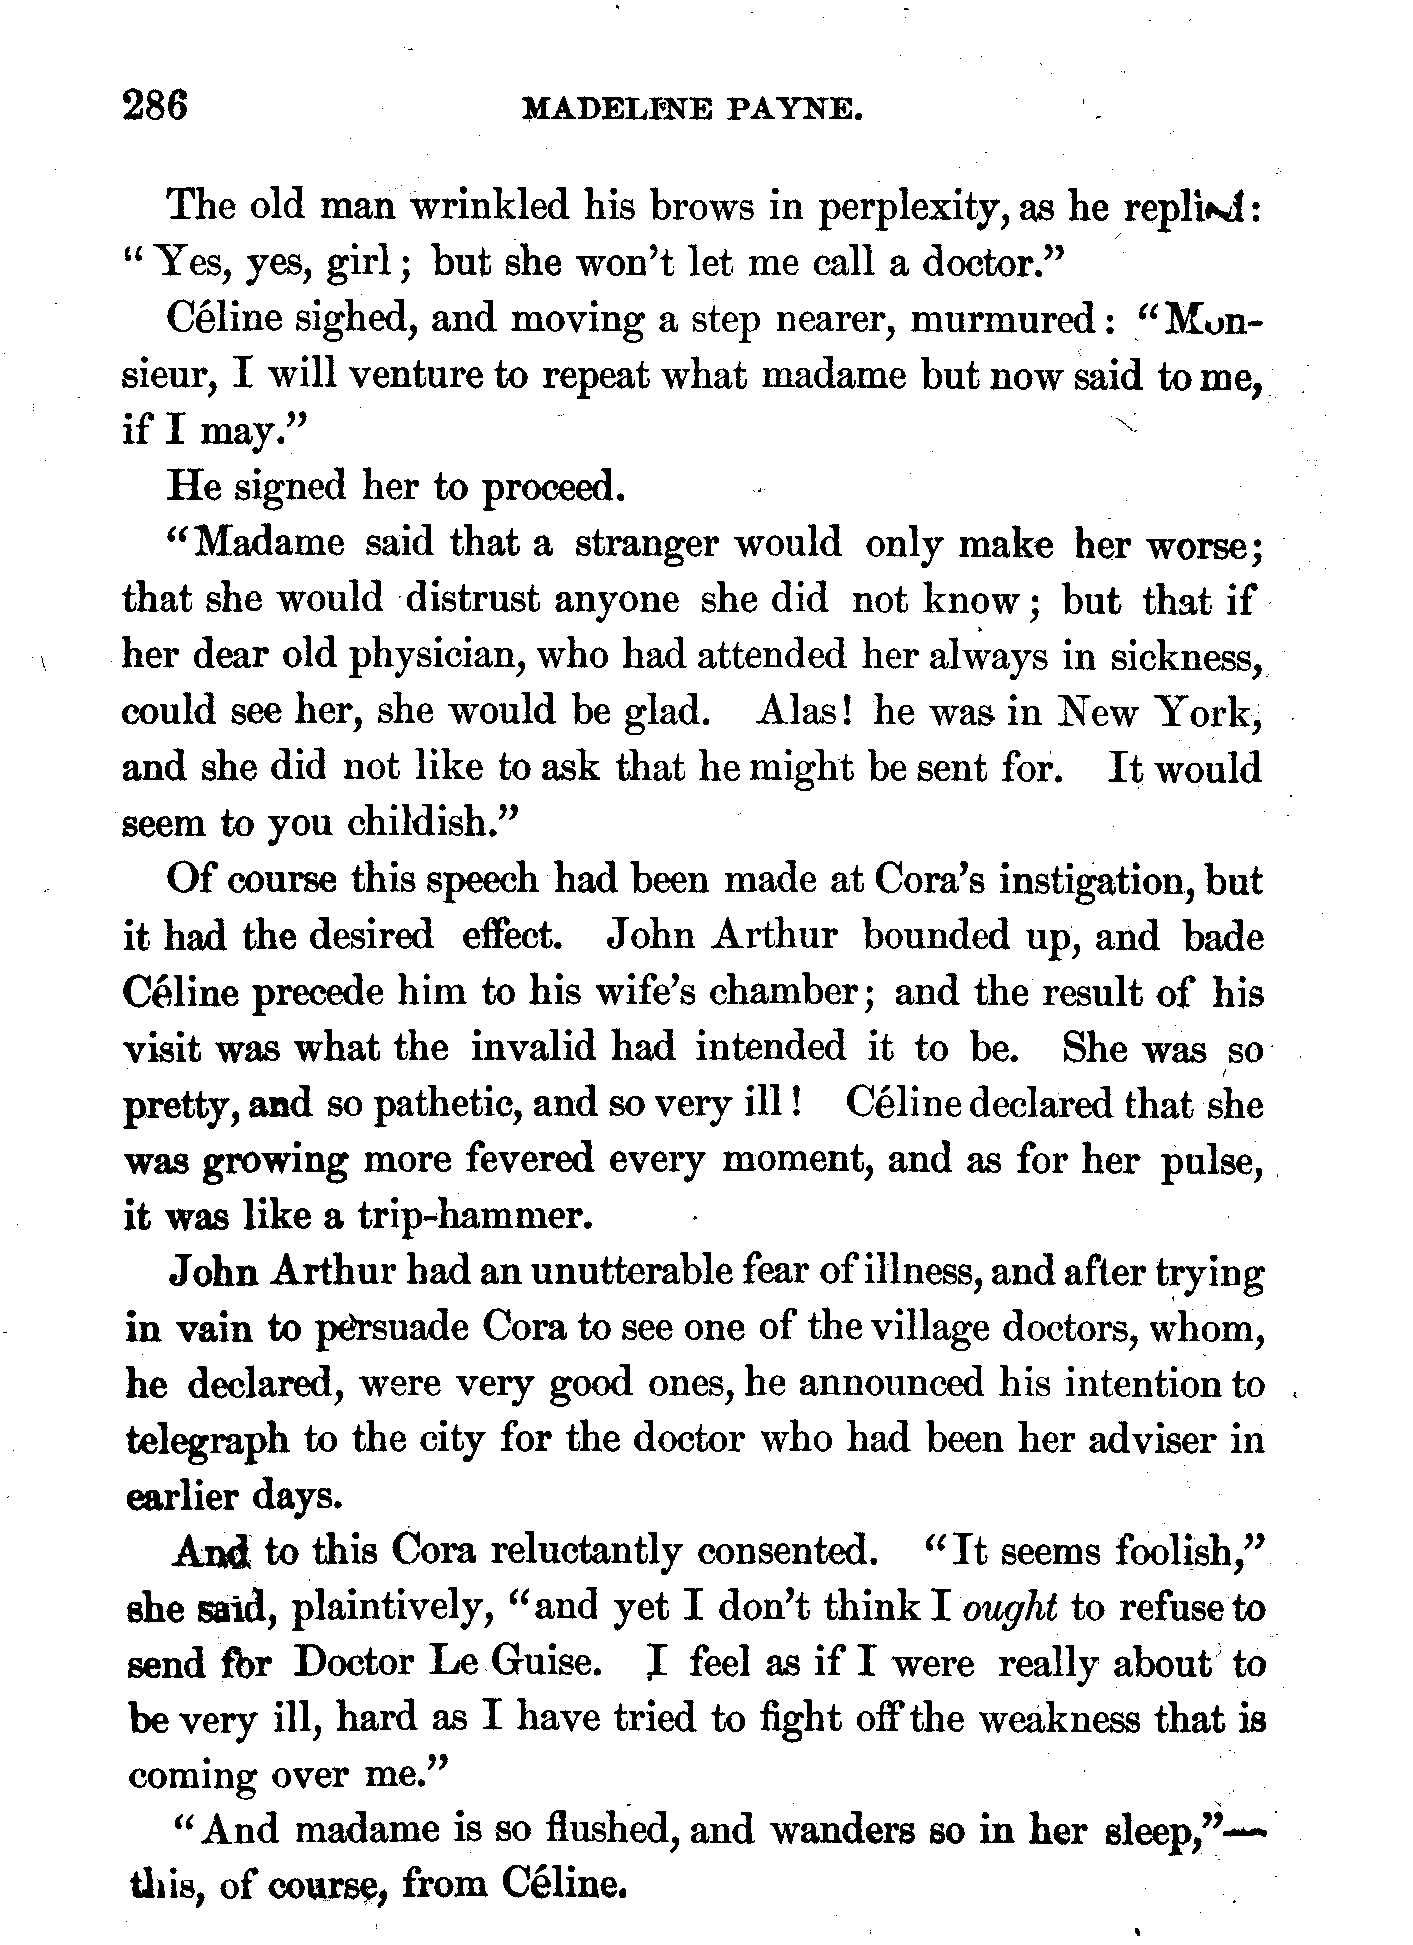 286 MADELINE PAYNE.
The old man wrinkled his brows in perplexity, as he replied:
“Yes, yes, girl; but she won’t let me call a doctor.”
Céline sighed, and moving a step nearer, murmured: “Mon-
sieur, I will venture to repeat what madame but now said to me,
if I may.”
He signed her to proceed.
“Madame said that a stranger would only make her worse;
that she would distrust anyone she did not know; but that if
her dear old physician, who had attended her always in sickness,
could see her, she would be glad. Alas! he was in New York,
and she did not like to ask that he might be sent for. It would
seem to you childish.”
Of course this speech had been made at Cora’s instigation, but
it had the desired effect. John Arthur bounded up, and bade
Céline precede him to his wife’s chamber; and the result of his
visit was what the invalid had intended it to be. She was so
pretty, and so pathetic, and so very ill! Céline declared that she
was growing more fevered every moment, and as for her pulse,
it was like a trip-hammer.
John Arthur had an unutterable fear of illness, and after trying
in vain to persuade Cora to see one of the village doctors, whom,
he declared, were very good ones, he announced his intention to
telegraph to the city for the doctor who had been her adviser in
earlier days.
And to this Cora reluctantly consented. “It seems foolish,”
she said, plaintively, “and yet I don’t think I ought to refuse to
send for Doctor Le Guise. I feel as if I were really about to
be very ill, hard as I have tried to fight off the weakness that is
coming over me.”
“And madame is so flushed, and wanders so in her sleep,”—
this, of course, from Céline.